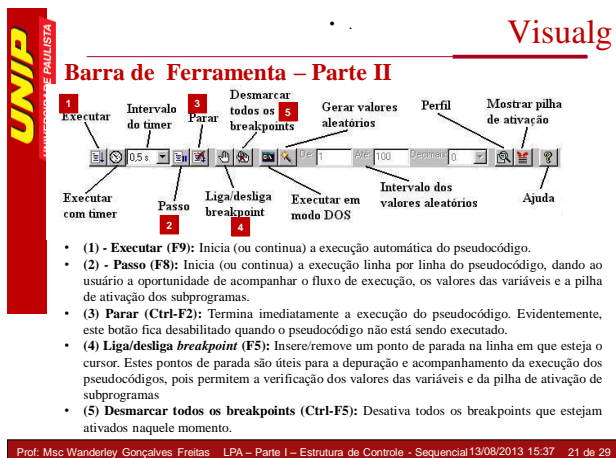 Visualg
UNIP
UNIVERSIDADE PAULISTA
Barra de Ferramenta – Parte II
1
Executar
Intervalo
do timer
3
Parar
Desmarcar
todos os
breakpoints
5
Gerar valores
aleatórios
Perfil
Mostrar pilha
de ativação
0,5 s
De:
1
Até:
100
Decimais:
0
Executar
com timer
Passo
2
Liga/desliga
breakpoint
4
Executar em
modo DOS
Intervalo dos
valores aleatórios
Ajuda
• (1) - Executar (F9): Inicia (ou continua) a execução automática do pseudocódigo.
• (2) - Passo (F8): Inicia (ou continua) a execução linha por linha do pseudocódigo, dando ao
usuário a oportunidade de acompanhar o fluxo de execução, os valores das variáveis e a pilha
de ativação dos subprogramas.
• (3) Parar (Ctrl-F2): Termina imediatamente a execução do pseudocódigo. Evidentemente,
este botão fica desabilitado quando o pseudocódigo não está sendo executado.
• (4) Liga/desliga breakpoint (F5): Insere/remove um ponto de parada na linha em que esteja o
cursor. Estes pontos de parada são úteis para a depuração e acompanhamento da execução dos
pseudocódigos, pois permitem a verificação dos valores das variáveis e da pilha de ativação de
subprogramas
• (5) Desmarcar todos os breakpoints (Ctrl-F5): Desativa todos os breakpoints que estejam
ativados naquele momento.
Prof: Msc Wanderley Gonçalves Freitas LPA – Parte I – Estrutura de Controle - Sequencial 13/08/2013 15:37 21 de 29